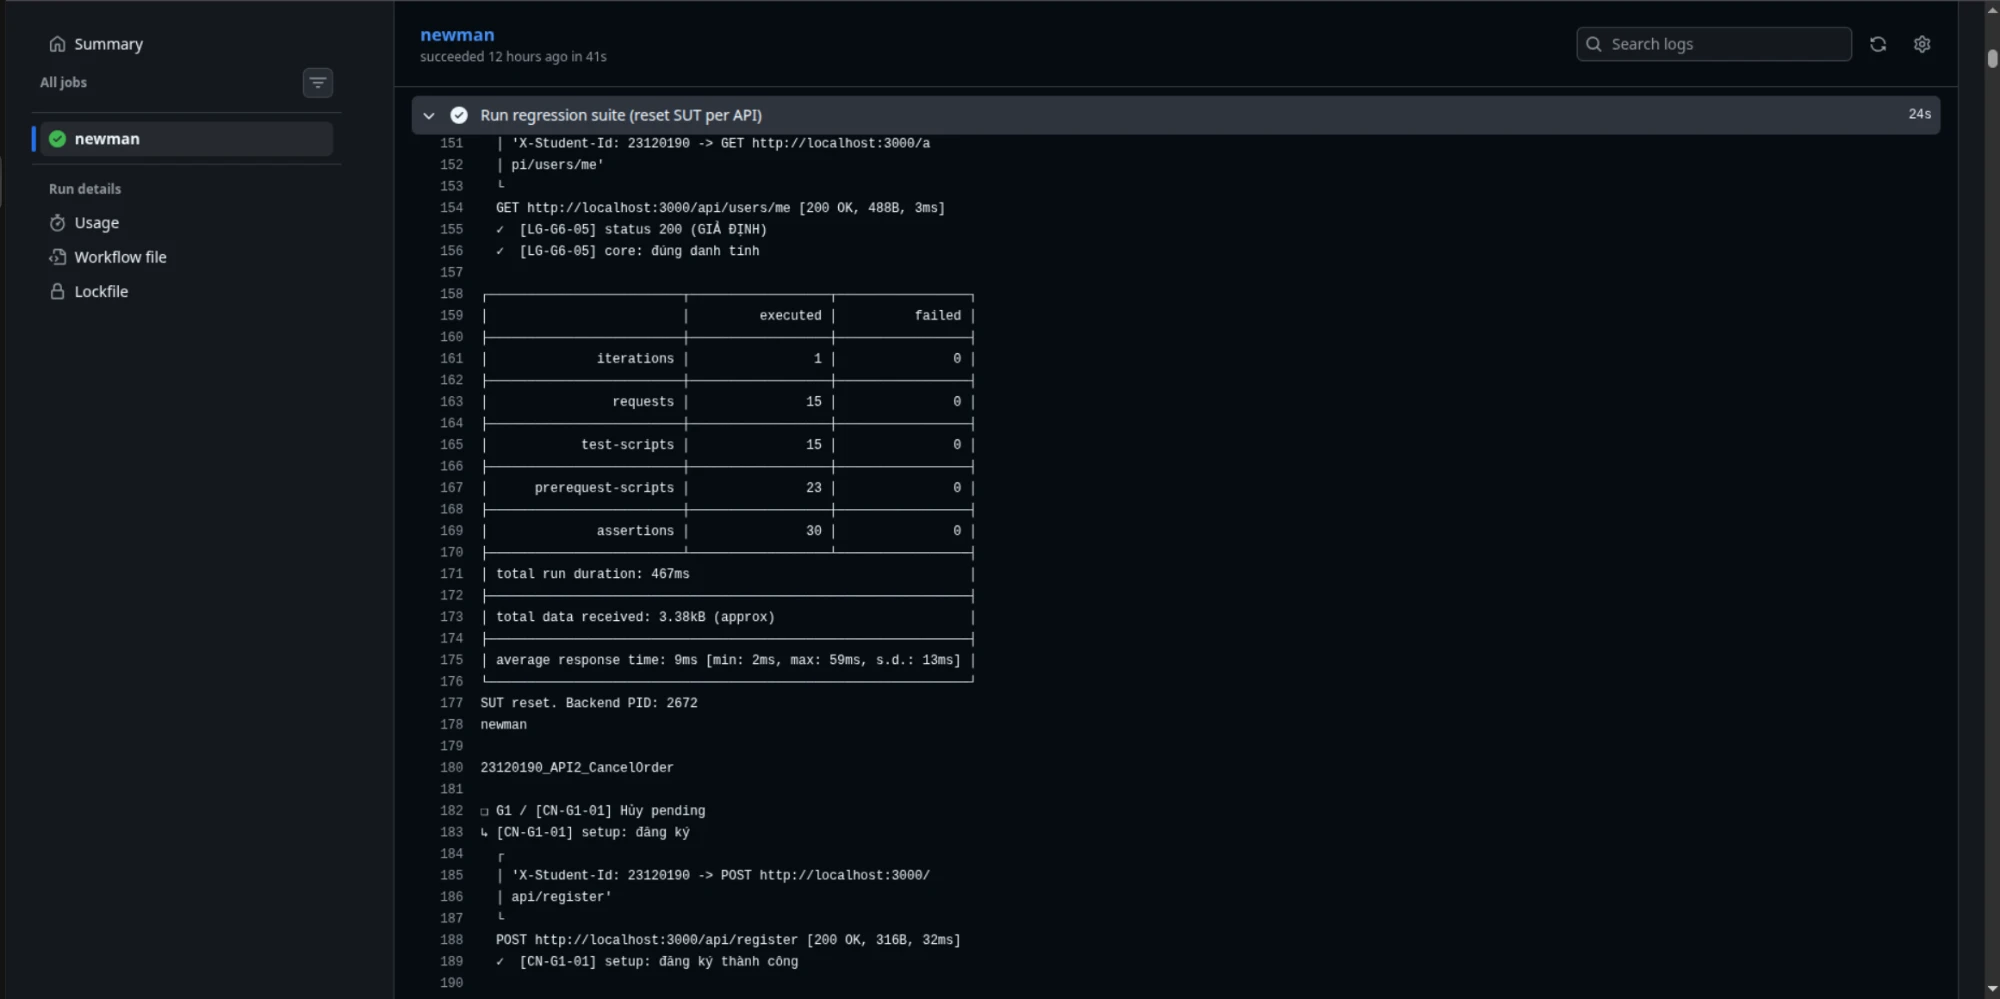 Summary
All jobs
newman
Run details
Usage
Workflow file
Lockfile
newman
succeeded 12 hours ago in 41s
Search logs
Run regression suite (reset SUT per API)
24s
151 | 'X-Student-Id: 23120190 -> GET http://localhost:3000/a
152 | pi/users/me'
153 └
154 GET http://localhost:3000/api/users/me [200 OK, 488B, 3ms]
155 ✓ [LG-G6-05] status 200 (GIẢ ĐỊNH)
156 ✓ [LG-G6-05] core: đúng danh tính
157
158
159 | | executed | failed |
160
161 | iterations | 1 | 0 |
162
163 | requests | 15 | 0 |
164
165 | test-scripts | 15 | 0 |
166
167 | prerequest-scripts | 23 | 0 |
168
169 | assertions | 30 | 0 |
170
171 | total run duration: 467ms |
172
173 | total data received: 3.38kB (approx) |
174
175 | average response time: 9ms [min: 2ms, max: 59ms, s.d.: 13ms] |
176
177 SUT reset. Backend PID: 2672
178 newman
179
180 23120190_API2_CancelOrder
181
182 ❏ G1 / [CN-G1-01] Hủy pending
183 ↳ [CN-G1-01] setup: đăng ký
184 ┌
185 | 'X-Student-Id: 23120190 -> POST http://localhost:3000/
186 | api/register'
187 └
188 POST http://localhost:3000/api/register [200 OK, 316B, 32ms]
189 ✓ [CN-G1-01] setup: đăng ký thành công
190